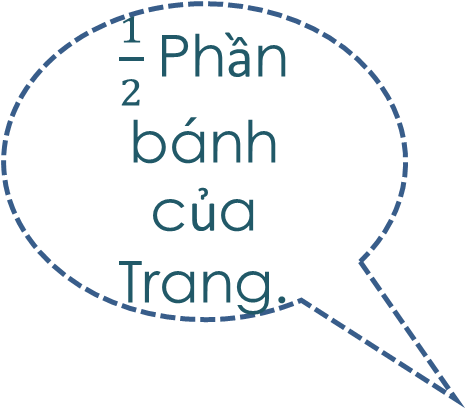 1/2 Phần
bánh
của
Trang.